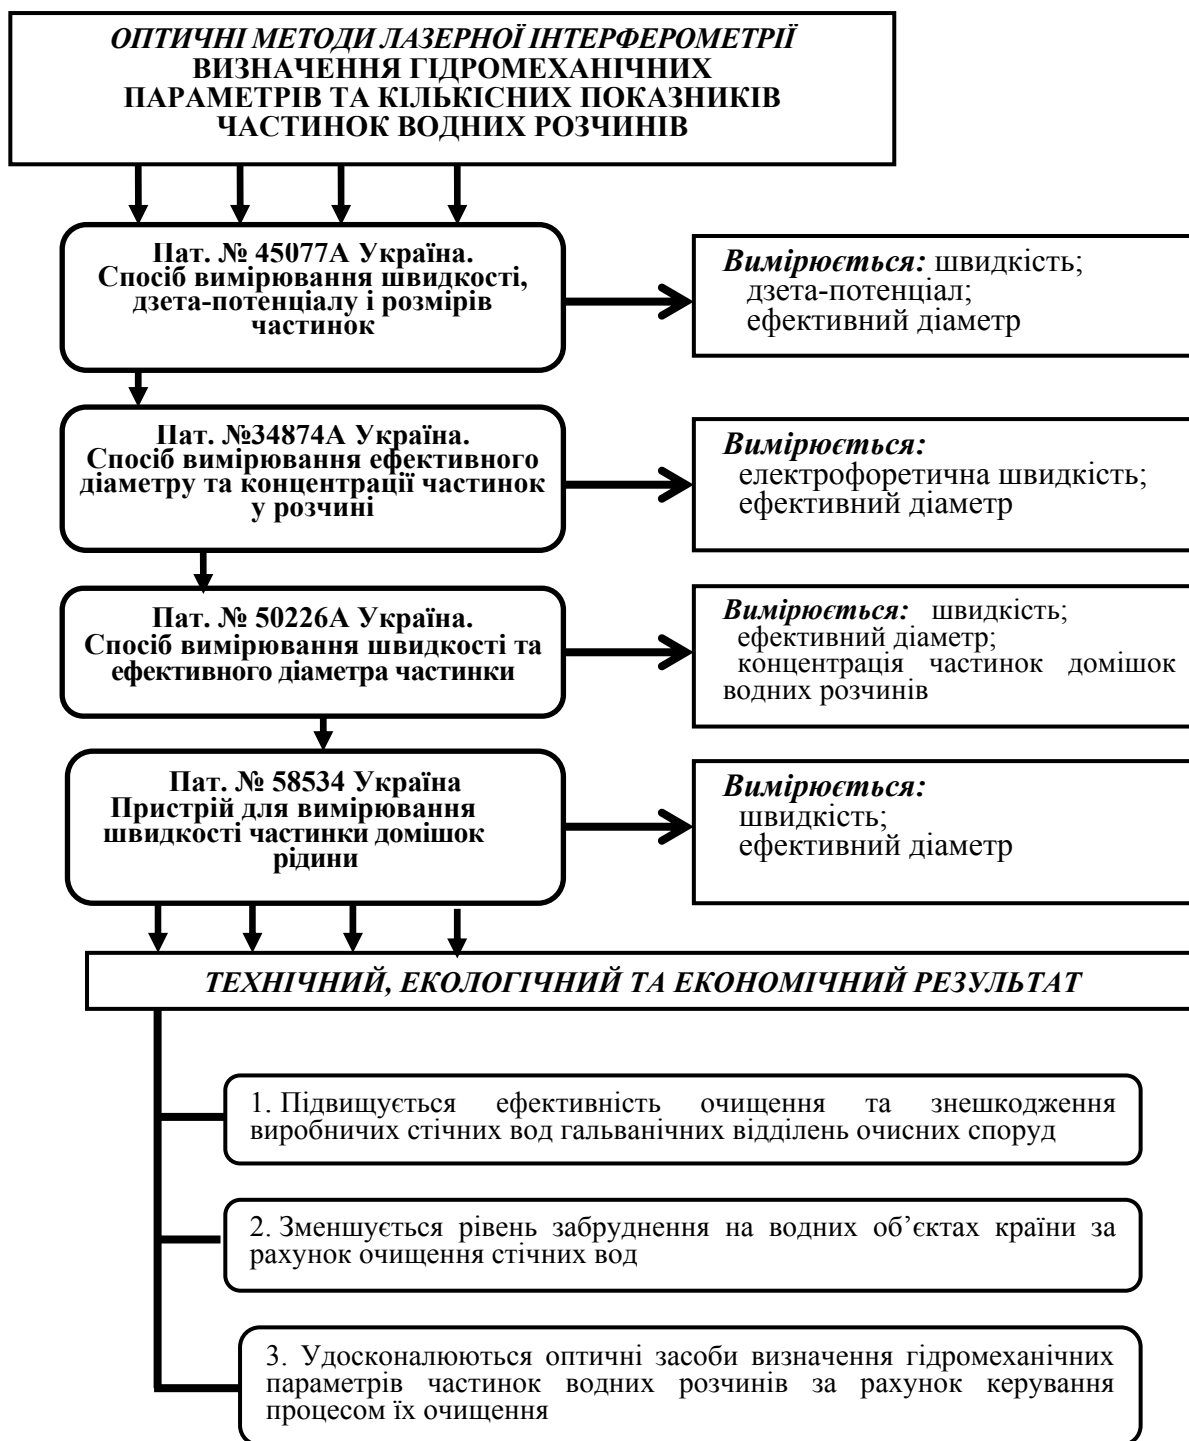 ОПТИЧНІ МЕТОДИ ЛАЗЕРНОЇ ІНТЕРФЕРОМЕТРІЇ
ВИЗНАЧЕННЯ ГІДРОМЕХАНІЧНИХ
ПАРАМЕТРІВ ТА КІЛЬКІСНИХ ПОКАЗНИКІВ
ЧАСТИНОК ВОДНИХ РОЗЧИНІВ
Пат. № 45077А Україна.
Спосіб вимірювання швидкості,
дзета-потенціалу і розмірів
частинок
Вимірюється: швидкість;
дзета-потенціал;
ефективний діаметр
Пат. №34874А Україна.
Спосіб вимірювання ефективного
діаметру та концентрації частинок
у розчині
Вимірюється:
електрофоретична швидкість;
ефективний діаметр
Пат. № 50226А Україна.
Спосіб вимірювання швидкості та
ефективного діаметра частинки
Вимірюється: швидкість;
ефективний діаметр;
концентрація частинок домішок
водних розчинів
Пат. № 58534 Україна
Пристрій для вимірювання
швидкості частинки домішок
рідини
Вимірюється:
швидкість;
ефективний діаметр
ТЕХНІЧНИЙ, ЕКОЛОГІЧНИЙ ТА ЕКОНОМІЧНИЙ РЕЗУЛЬТАТ
1. Підвищується ефективність очищення та знешкодження
виробничих стічних вод гальванічних відділень очисних споруд
2. Зменшується рівень забруднення на водних об’єктах країни за
рахунок очищення стічних вод
3. Удосконалюються оптичні засоби визначення гідромеханічних
параметрів частинок водних розчинів за рахунок керування
процесом їх очищення